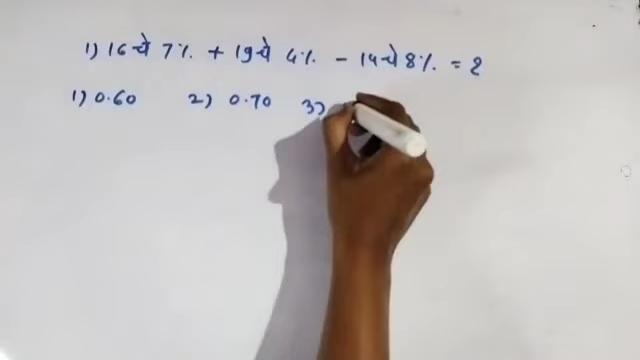 1) 16 चे 7%. + 19 चे 4%. - 14 चे 8%. = ?
1) 0.60 2) 0.70 3)